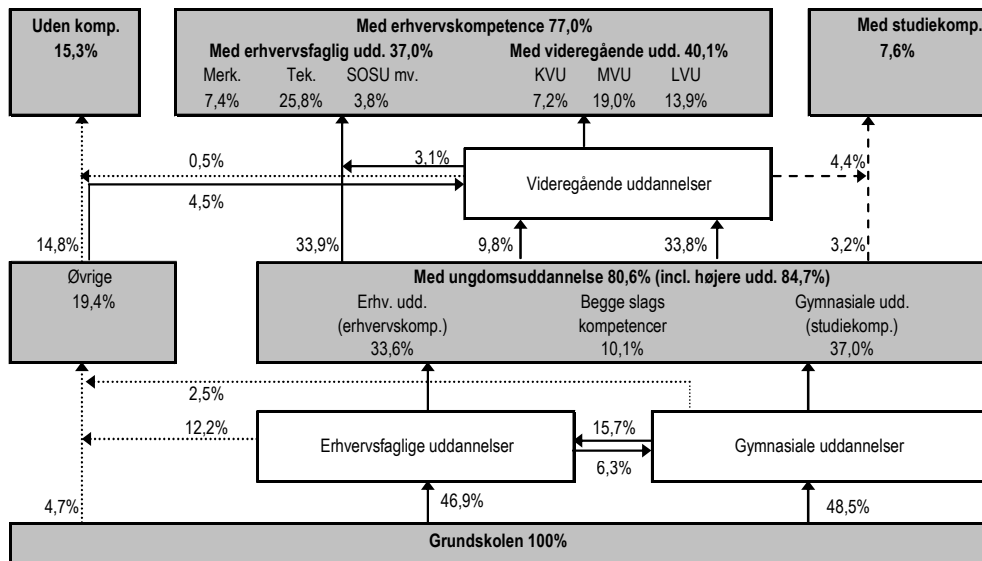 Uden komp.
15,3%
Med erhvervskompetence 77,0%
Med erhvervsfaglig udd. 37,0%
Med videregående udd. 40,1%
Merk. Tek. SOSU mv.
7,4% 25,8% 3,8%
KVU MVU LVU
7,2% 19,0% 13,9%
Med studiekomp.
7,6%
0,5%
3,1%
4,5%
Videregående uddannelser
4,4%
14,8%
33,9%
9,8%
33,8%
3,2%
Øvrige
19,4%
Med ungdomsuddannelse 80,6% (incl. højere udd. 84,7%)
Erhv. udd.
(erhvervskomp.)
33,6%
Begge slags
kompetencer
10,1%
Gymnasiale udd.
(studiekomp.)
37,0%
2,5%
12,2%
Erhvervsfaglige uddannelser
15,7%
6,3%
Gymnasiale uddannelser
4,7%
46,9%
48,5%
Grundskolen 100%